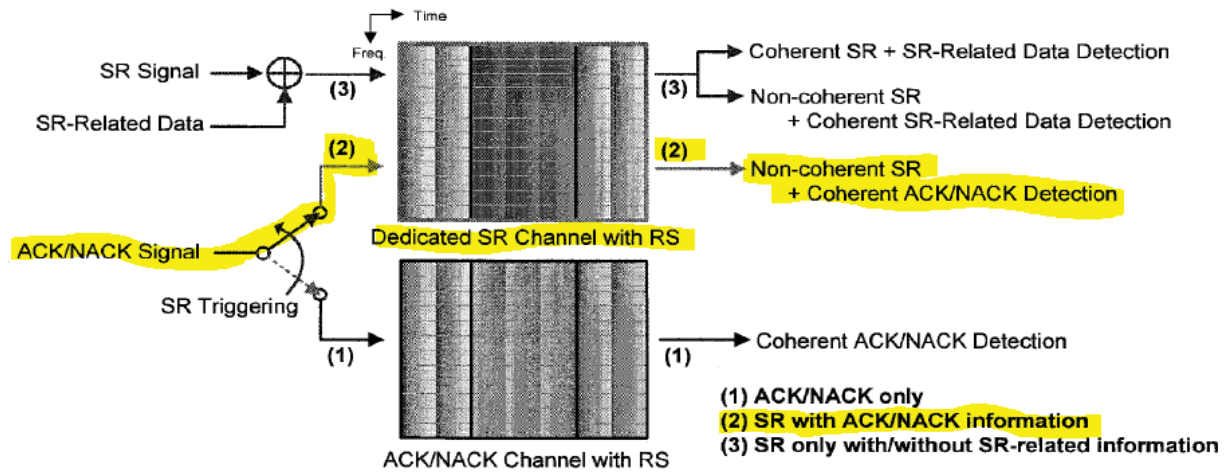 Time
Freq.
SR Signal
SR-Related Data
(3)
(3)
Coherent SR + SR-Related Data Detection
Non-coherent SR
+ Coherent SR-Related Data Detection
(2)
(2)
Non-coherent SR
+ Coherent ACK/NACK Detection
Dedicated SR Channel with RS
ACK/NACK Signal
SR Triggering
(1)
(1)
Coherent ACK/NACK Detection
(1) ACK/NACK only
(2) SR with ACK/NACK information
(3) SR only with/without SR-related information
ACK/NACK Channel with RS